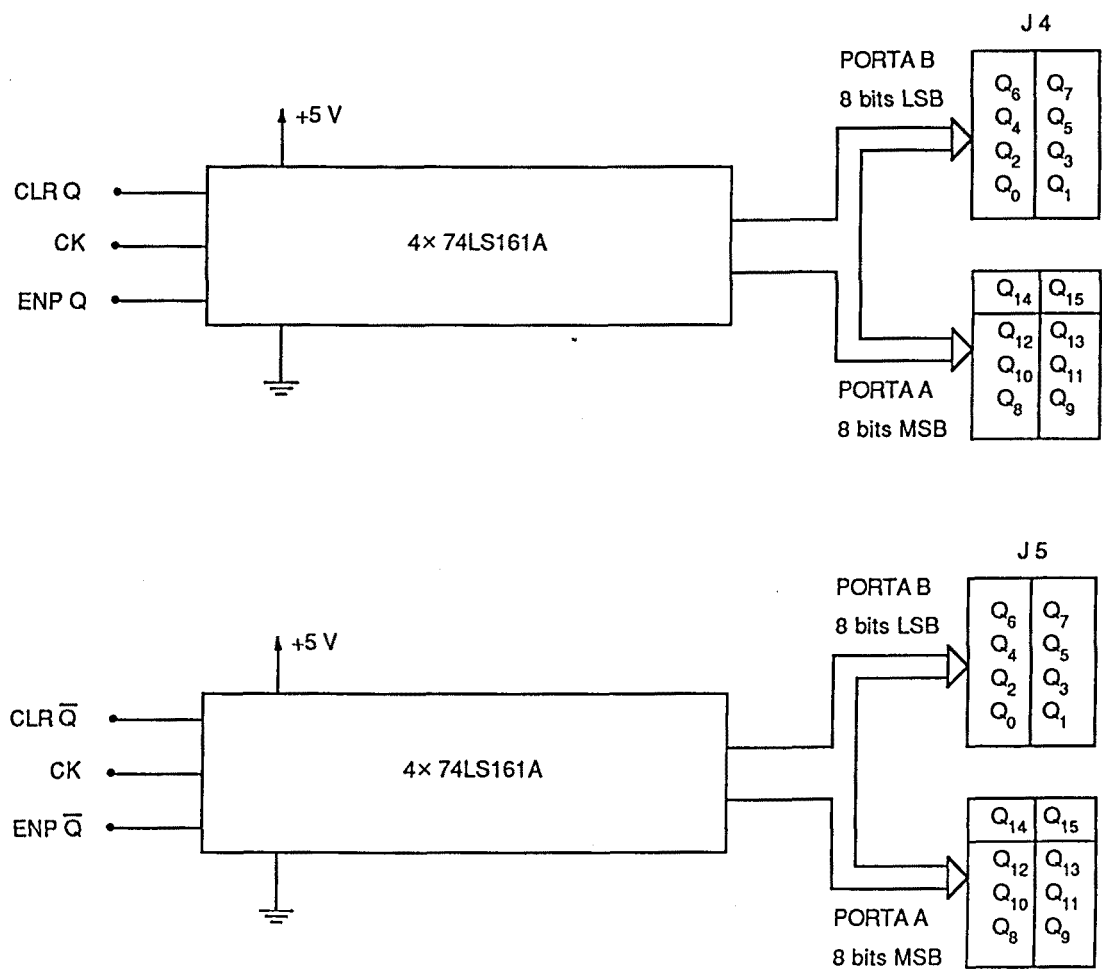 J 4
PORTA B
8 bits LSB
Q6 Q7
Q4 Q5
Q2 Q3
Q0 Q1
+5 V
CLR Q
CK
ENP Q
4× 74LS161A
Q14 Q15
Q12 Q13
Q10 Q11
Q8 Q9
PORTA A
8 bits MSB
J 5
PORTA B
8 bits LSB
Q6 Q7
Q4 Q5
Q2 Q3
Q0 Q1
+5 V
CLR Q̅
CK
ENP Q̅
4× 74LS161A
Q14 Q15
Q12 Q13
Q10 Q11
Q8 Q9
PORTA A
8 bits MSB